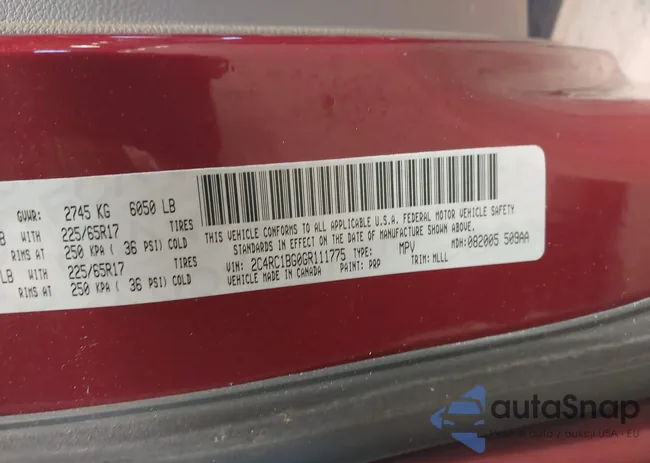 GVWR: 2745 KG 6050 LB
B WITH 225/65R17 TIRES
RIMS AT 250 KPA ( 36 PSI) COLD
LB WITH 225/65R17 TIRES
RIMS AT 250 KPA ( 36 PSI) COLD
THIS VEHICLE CONFORMS TO ALL APPLICABLE U.S.A. FEDERAL MOTOR VEHICLE SAFETY
STANDARDS IN EFFECT ON THE DATE OF MANUFACTURE SHOWN ABOVE.
VIN: 2C4RC1BG0GR111775 TYPE: MPV MDH: 082005 509AA
VEHICLE MADE IN CANADA PAINT: PRP TRIM: MLLL
autaSnap
USA - EU